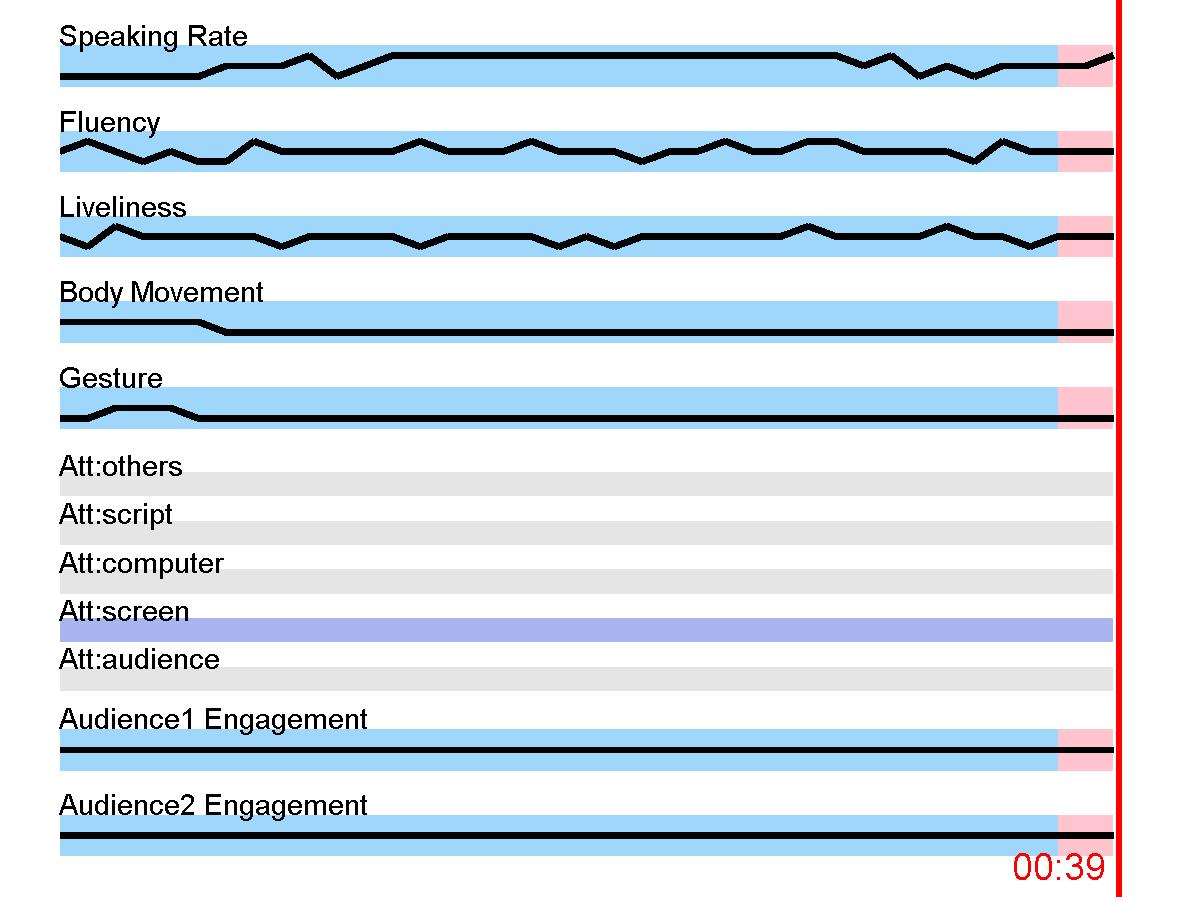 Speaking Rate
Fluency
Liveliness
Body Movement
Gesture
Att:others
Att:script
Att:computer
Att:screen
Att:audience
Audience1 Engagement
Audience2 Engagement
00:39